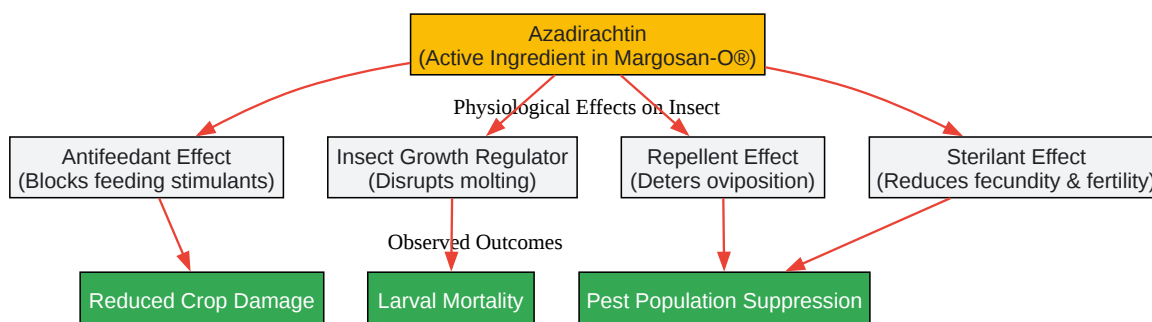 Azadirachtin
(Active Ingredient in Margosan-O®)
Physiological Effects on Insect
Antifeedant Effect
(Blocks feeding stimulants)
Insect Growth Regulator
(Disrupts molting)
Repellent Effect
(Deters oviposition)
Sterilant Effect
(Reduces fecundity & fertility)
Observed Outcomes
Reduced Crop Damage
Larval Mortality
Pest Population Suppression